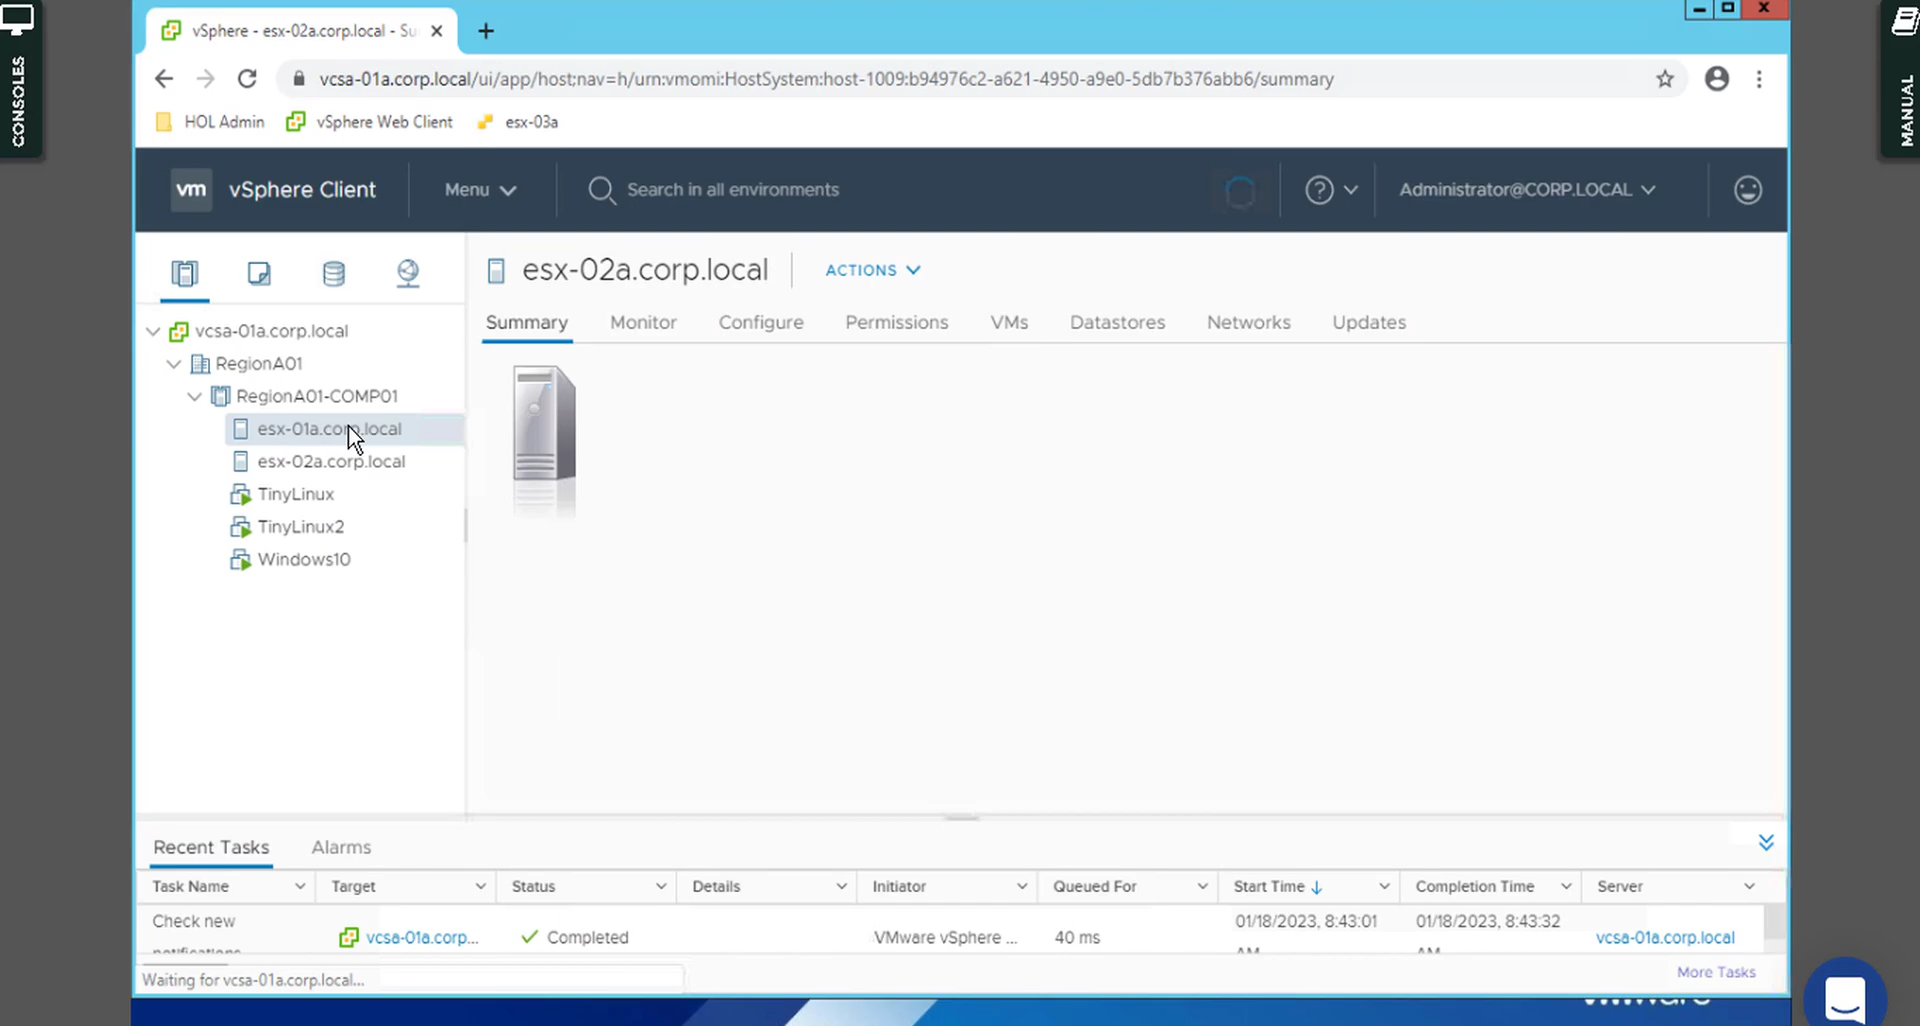 CONSOLES
MANUAL
vSphere - esx-02a.corp.local - Su
vcsa-01a.corp.local/ui/app/host;nav=h/urn:vmomi:HostSystem:host-1009:b94976c2-a621-4950-a9e0-5db7b376abb6/summary
HOL Admin vSphere Web Client esx-03a
vm vSphere Client Menu Search in all environments Administrator@CORP.LOCAL
esx-02a.corp.local ACTIONS
Summary Monitor Configure Permissions VMs Datastores Networks Updates
vcsa-01a.corp.local
RegionA01
RegionA01-COMP01
esx-01a.corp.local
esx-02a.corp.local
TinyLinux
TinyLinux2
Windows10
Recent Tasks Alarms
Task Name Target Status Details Initiator Queued For Start Time Completion Time Server
Check new notifications vcsa-01a.corp... Completed VMware vSphere ... 40 ms 01/18/2023, 8:43:01 AM 01/18/2023, 8:43:32 AM vcsa-01a.corp.local
More Tasks
Waiting for vcsa-01a.corp.local...
vmware